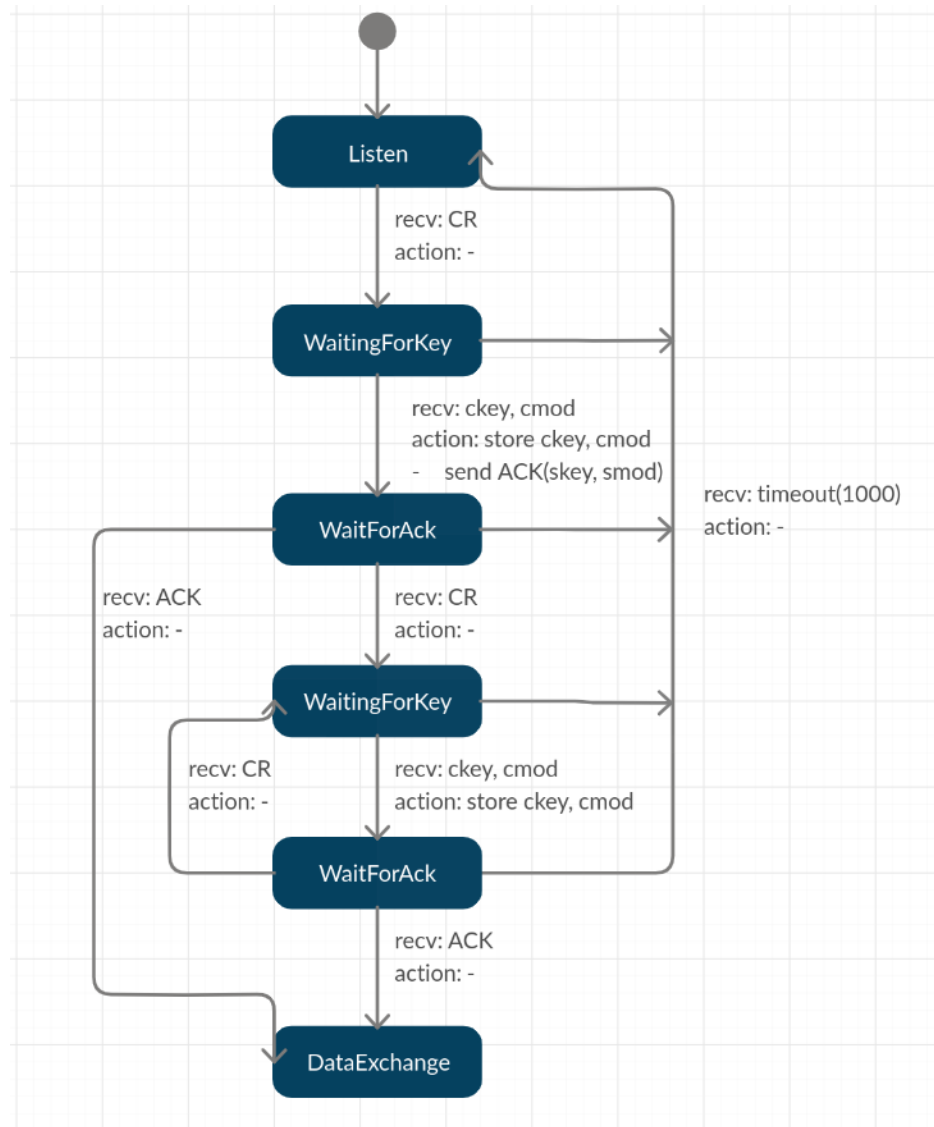 Listen
recv: CR
action: -
WaitingForKey
recv: ckey, cmod
action: store ckey, cmod
- send ACK(skey, smod)
recv: timeout(1000)
action: -
WaitForAck
recv: ACK
action: -
recv: CR
action: -
WaitingForKey
recv: CR
action: -
recv: ckey, cmod
action: store ckey, cmod
WaitForAck
recv: ACK
action: -
DataExchange